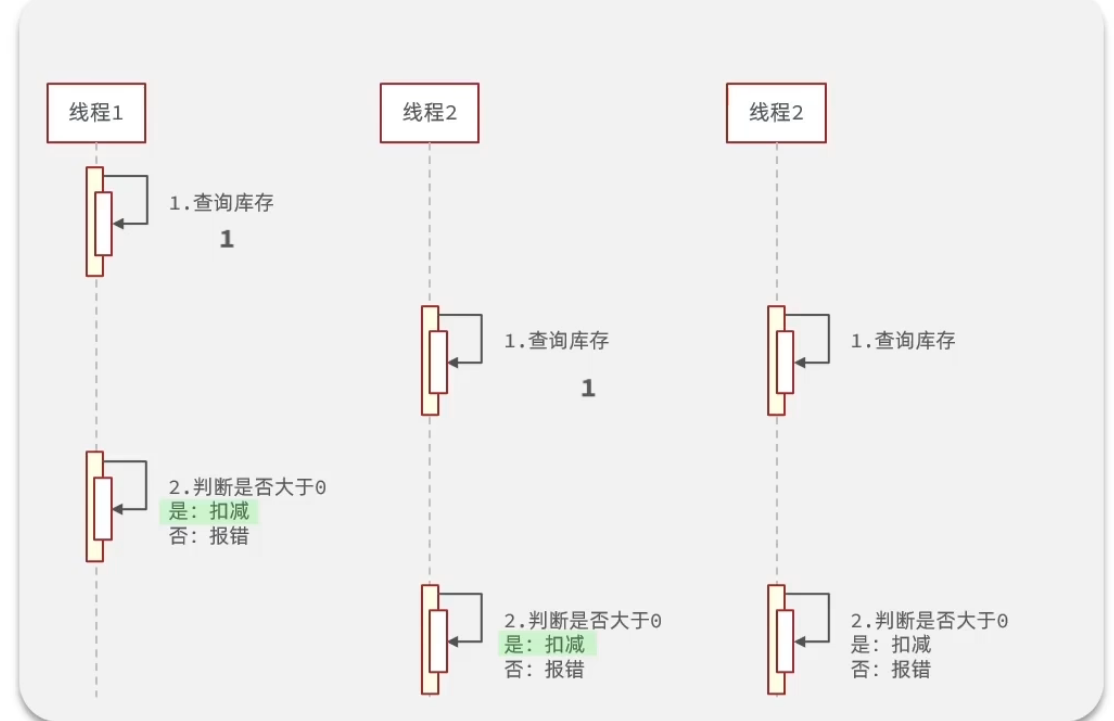 线程1
线程2
线程2
1.查询库存
1
1.查询库存
1
1.查询库存
2.判断是否大于0
是: 扣减
否: 报错
2.判断是否大于0
是: 扣减
否: 报错
2.判断是否大于0
是: 扣减
否: 报错